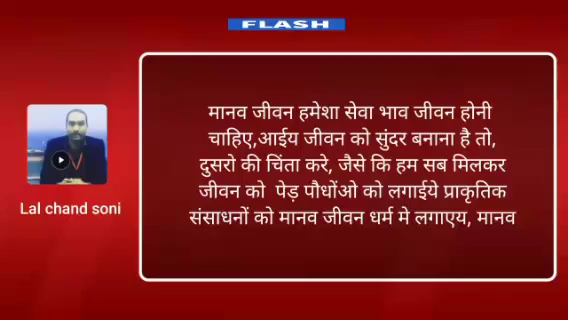 FLASH
मानव जीवन हमेशा सेवा भाव जीवन होनी
चाहिए,आईय जीवन को सुंदर बनाना है तो,
दुसरो की चिंता करे, जैसे कि हम सब मिलकर
जीवन को पेड़ पौधोंओ को लगाईये प्राकृतिक
संसाधनों को मानव जीवन धर्म मे लगाएय, मानव
Lal chand soni